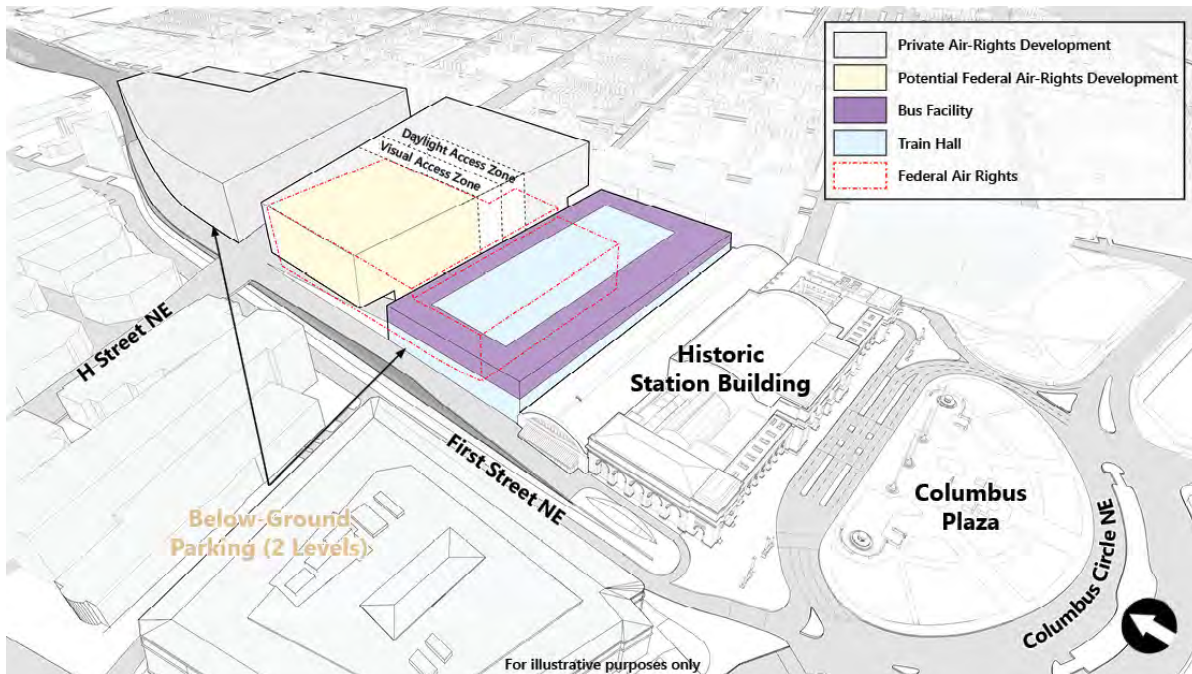 Private Air-Rights Development
Potential Federal Air-Rights Development
Bus Facility
Train Hall
Federal Air Rights
Daylight Access Zone
Visual Access Zone
H Street NE
Historic
Station Building
First Street NE
Below-Ground
Parking (2 Levels)
Columbus
Plaza
Columbus Circle NE
For illustrative purposes only